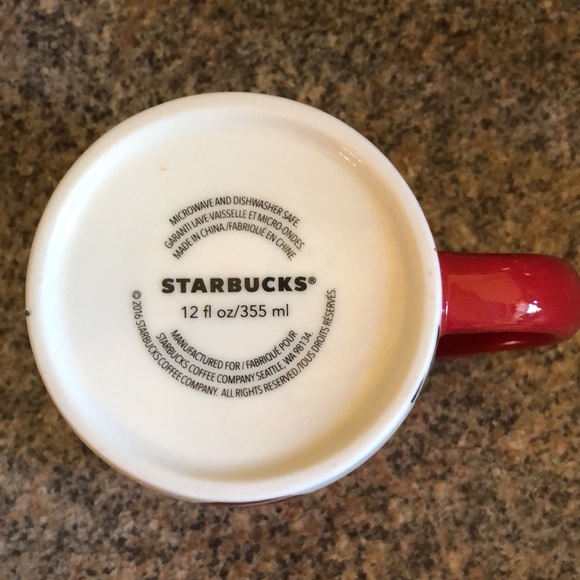 MICROWAVE AND DISHWASHER SAFE
GARANTI LAVE-VAISSELLE ET MICRO-ONDES
MADE IN CHINA/FABRIQUÉ EN CHINE
STARBUCKS®
12 fl oz/355 ml
MANUFACTURED FOR / FABRIQUÉ POUR
STARBUCKS COFFEE COMPANY SEATTLE, WA 98134.
© 2016 STARBUCKS COFFEE COMPANY. ALL RIGHTS RESERVED./TOUS DROITS RÉSERVÉS.